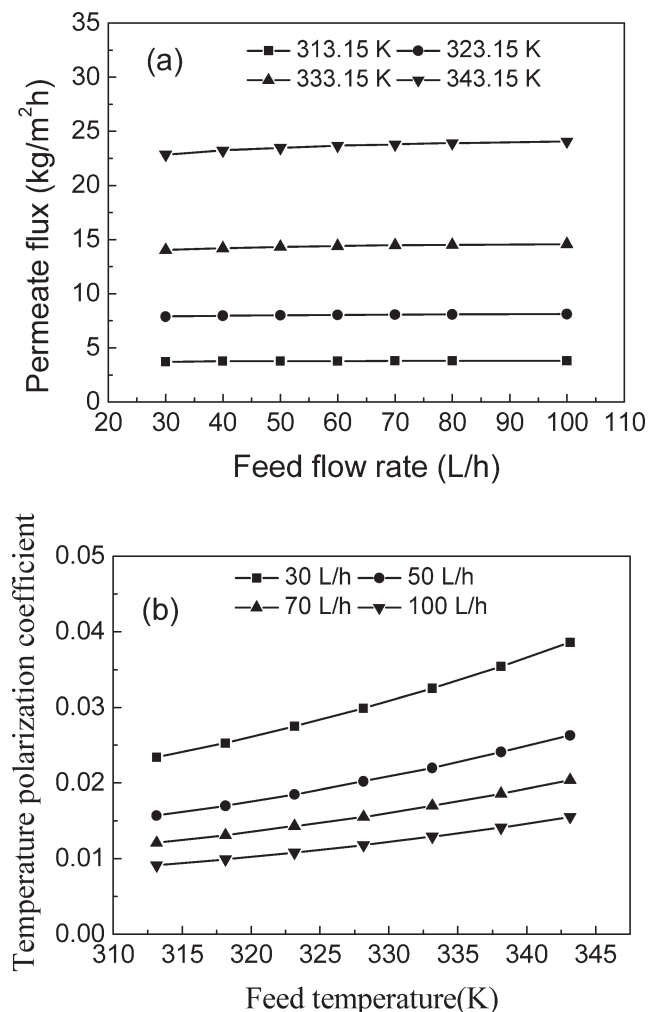 (a)
313.15 K 323.15 K
333.15 K 343.15 K
Permeate flux (kg/m²h)
35
30
25
20
15
10
5
0
20 30 40 50 60 70 80 90 100 110
Feed flow rate (L/h)
(b)
30 L/h 50 L/h
70 L/h 100 L/h
Temperature polarization coefficient
0.05
0.04
0.03
0.02
0.01
0.00
310 315 320 325 330 335 340 345
Feed temperature(K)